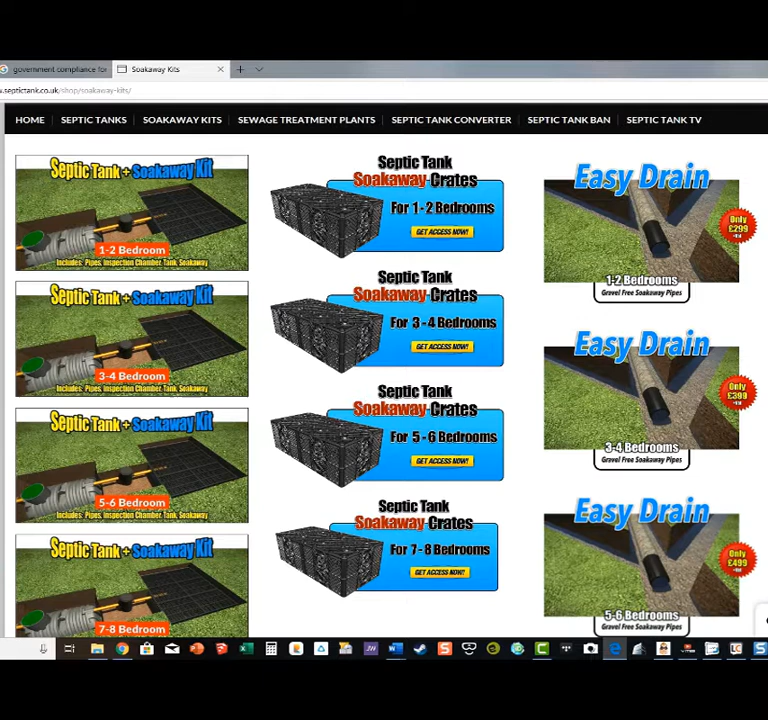 government compliance for
Soakaway Kits
w.septictank.co.uk/shop/soakaway-kits/
HOME SEPTIC TANKS SOAKAWAY KITS SEWAGE TREATMENT PLANTS SEPTIC TANK CONVERTER SEPTIC TANK BAN SEPTIC TANK TV
Septic Tank + Soakaway Kit
1-2 Bedroom
Includes: Pipes, Inspection Chamber, Tank, Soakaway
Septic Tank + Soakaway Kit
3-4 Bedroom
Includes: Pipes, Inspection Chamber, Tank, Soakaway
Septic Tank + Soakaway Kit
5-6 Bedroom
Includes: Pipes, Inspection Chamber, Tank, Soakaway
Septic Tank + Soakaway Kit
7-8 Bedroom
Septic Tank
Soakaway Crates
For 1-2 Bedrooms
GET ACCESS NOW!
Septic Tank
Soakaway Crates
For 3-4 Bedrooms
GET ACCESS NOW!
Septic Tank
Soakaway Crates
For 5-6 Bedrooms
GET ACCESS NOW!
Septic Tank
Soakaway Crates
For 7-8 Bedrooms
GET ACCESS NOW!
Easy Drain
Only
£299
1-2 Bedrooms
Gravel Free Soakaway Pipes
Easy Drain
Only
£399
3-4 Bedrooms
Gravel Free Soakaway Pipes
Easy Drain
Only
£499
5-6 Bedrooms
Gravel Free Soakaway Pipes
JW